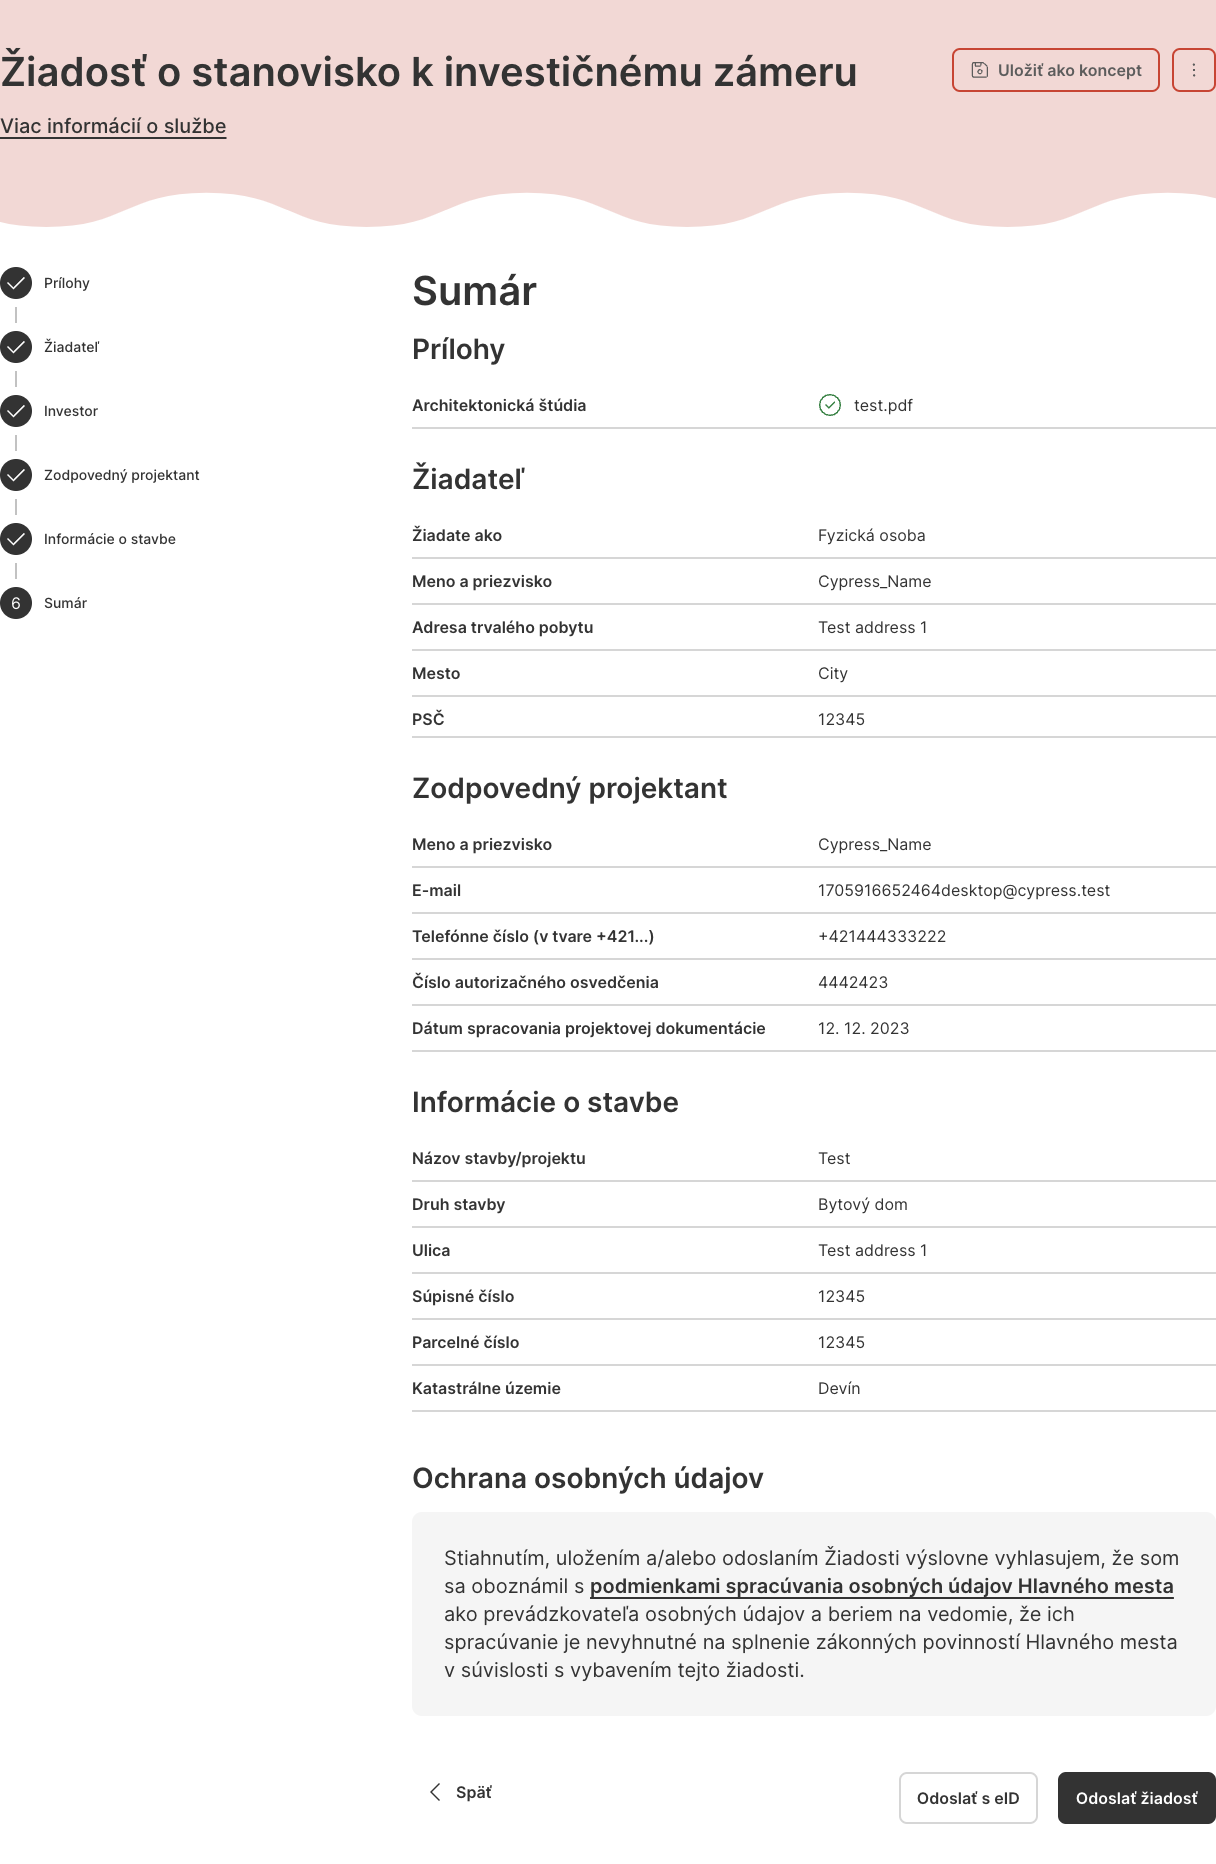 Žiadosť o stanovisko k investičnému zámeru
Uložiť ako koncept
Viac informácií o službe
Prílohy
Žiadateľ
Investor
Zodpovedný projektant
Informácie o stavbe
6 Sumár
Sumár
Prílohy
Architektonická štúdia test.pdf
Žiadateľ
Žiadate ako Fyzická osoba
Meno a priezvisko Cypress_Name
Adresa trvalého pobytu Test address 1
Mesto City
PSČ 12345
Zodpovedný projektant
Meno a priezvisko Cypress_Name
E-mail 1705916652464desktop@cypress.test
Telefónne číslo (v tvare +421...) +421444333222
Číslo autorizačného osvedčenia 4442423
Dátum spracovania projektovej dokumentácie 12. 12. 2023
Informácie o stavbe
Názov stavby/projektu Test
Druh stavby Bytový dom
Ulica Test address 1
Súpisné číslo 12345
Parcelné číslo 12345
Katastrálne územie Devín
Ochrana osobných údajov
Stiahnutím, uložením a/alebo odoslaním Žiadosti výslovne vyhlasujem, že som
sa oboznámil s podmienkami spracúvania osobných údajov Hlavného mesta
ako prevádzkovateľa osobných údajov a beriem na vedomie, že ich
spracúvanie je nevyhnutné na splnenie zákonných povinností Hlavného mesta
v súvislosti s vybavením tejto žiadosti.
Späť
Odoslať s eID
Odoslať žiadosť